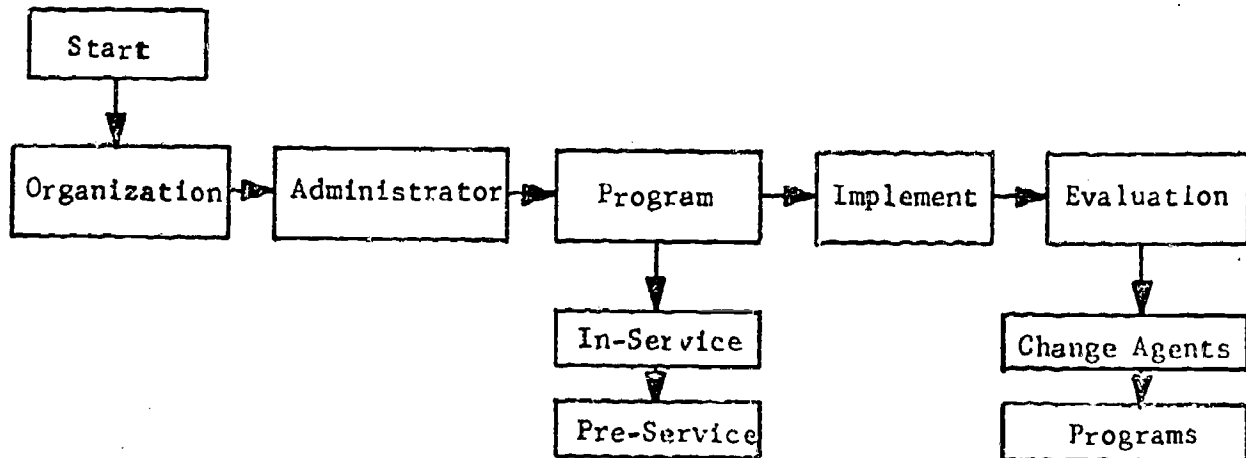 Start
Organization
Administrator
Program
Implement
Evaluation
In-Service
Change Agents
Pre-Service
Programs